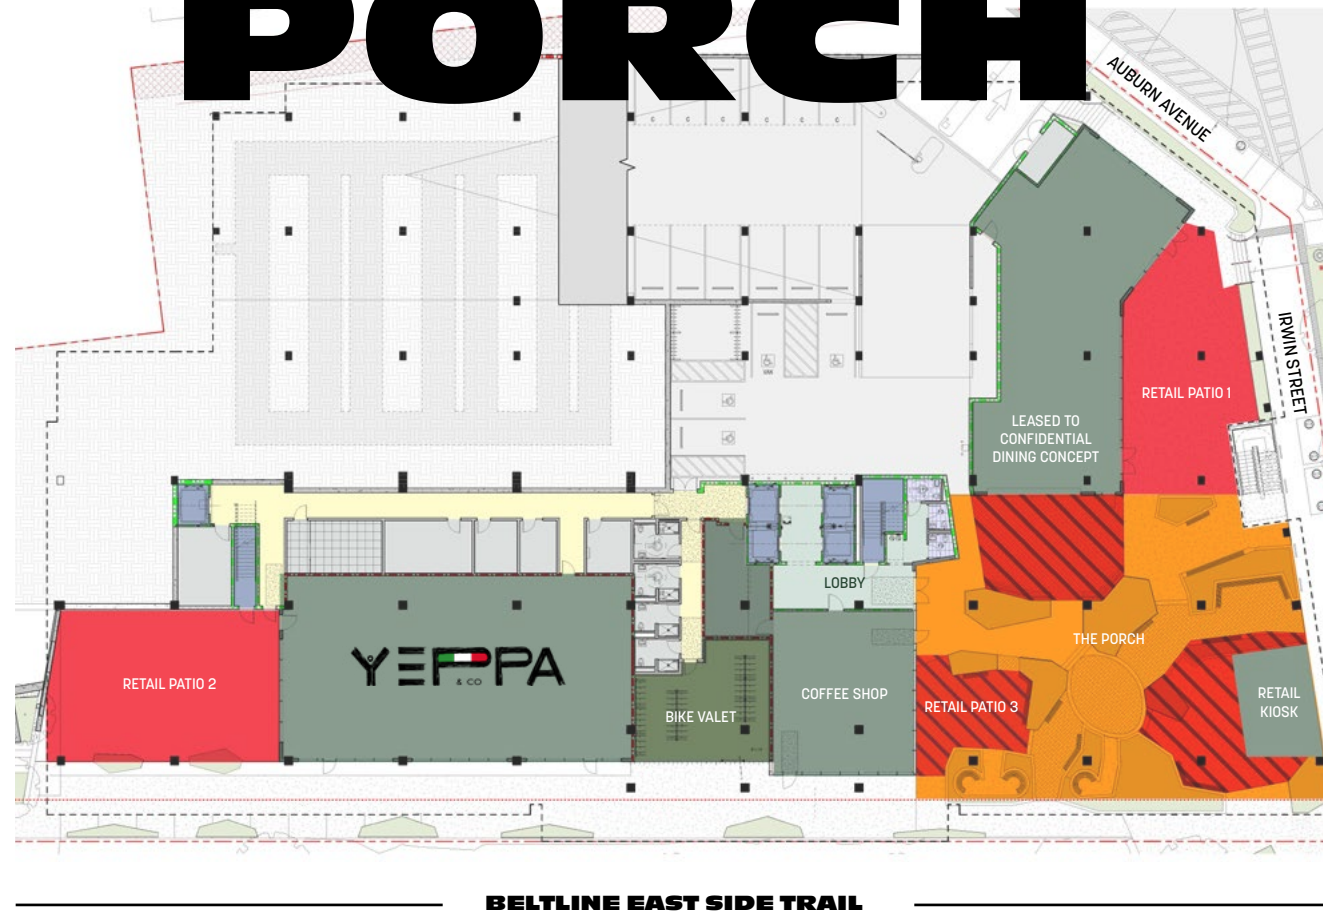 PORCH
AUBURN AVENUE
IRWIN STREET
RETAIL PATIO 1
LEASED TO
CONFIDENTIAL
DINING CONCEPT
LOBBY
THE PORCH
YEPPA
& CO
RETAIL PATIO 2
COFFEE SHOP
RETAIL PATIO 3
RETAIL
KIOSK
BIKE VALET
BELTLINE EAST SIDE TRAIL